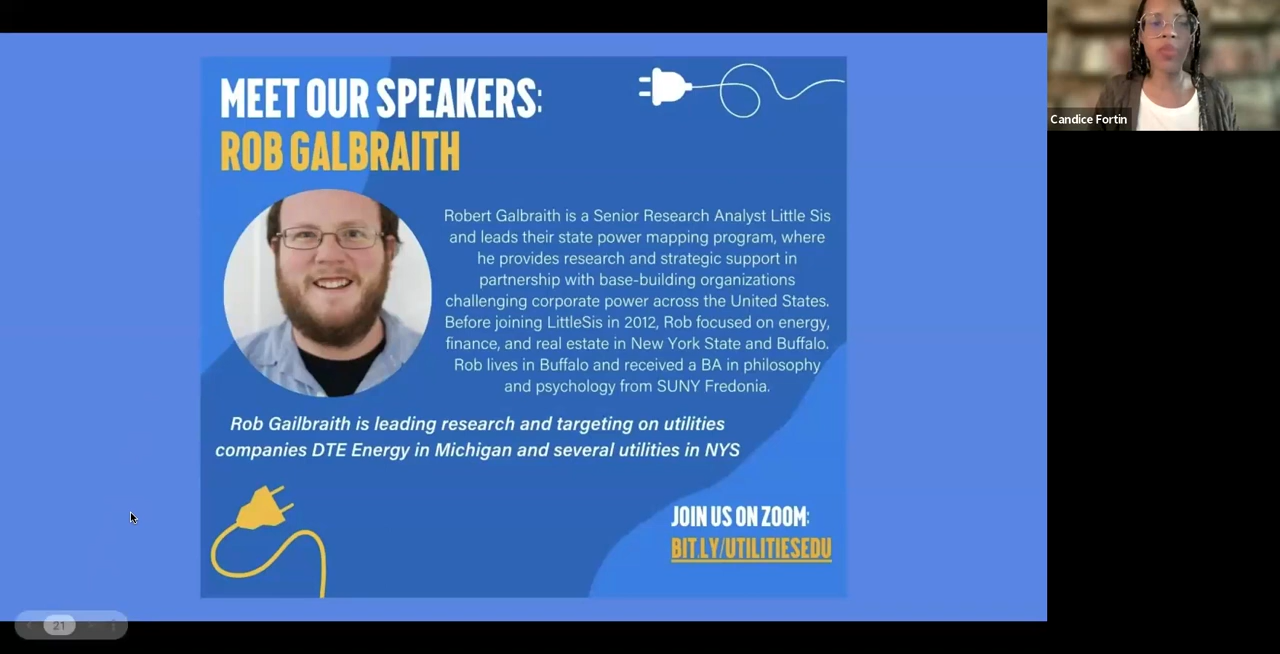 MEET OUR SPEAKERS:
ROB GALBRAITH
Robert Galbraith is a Senior Research Analyst Little Sis
and leads their state power mapping program, where
he provides research and strategic support in
partnership with base-building organizations
challenging corporate power across the United States.
Before joining LittleSis in 2012, Rob focused on energy,
finance, and real estate in New York State and Buffalo.
Rob lives in Buffalo and received a BA in philosophy
and psychology from SUNY Fredonia.
Rob Gailbraith is leading research and targeting on utilities
companies DTE Energy in Michigan and several utilities in NYS
JOIN US ON ZOOM:
BIT.LY/UTILITIESEDU
21
Candice Fortin